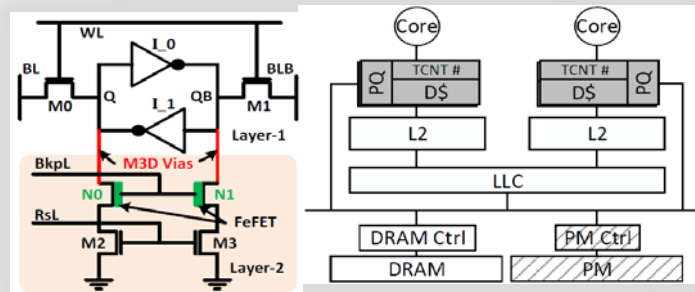 WL
I_0
BL
BLB
M0
Q
QB
M1
I_1
Layer-1
M3D Vias
BkpL
N0
N1
FeFET
RsL
M2
M3
Layer-2
Core
Core
PQ
TCNT #
D$
TCNT #
D$
PQ
L2
L2
LLC
DRAM Ctrl
PM Ctrl
DRAM
PM